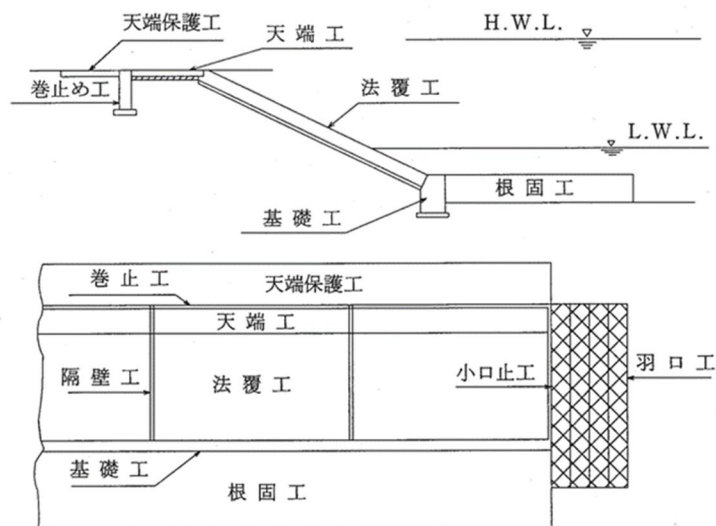 天端保護工
天端工
H.W.L.
巻止め工
法覆工
L.W.L.
根固工
基礎工
巻止工
天端保護工
天端工
隔壁工
法覆工
小口止工
羽口工
基礎工
根固工